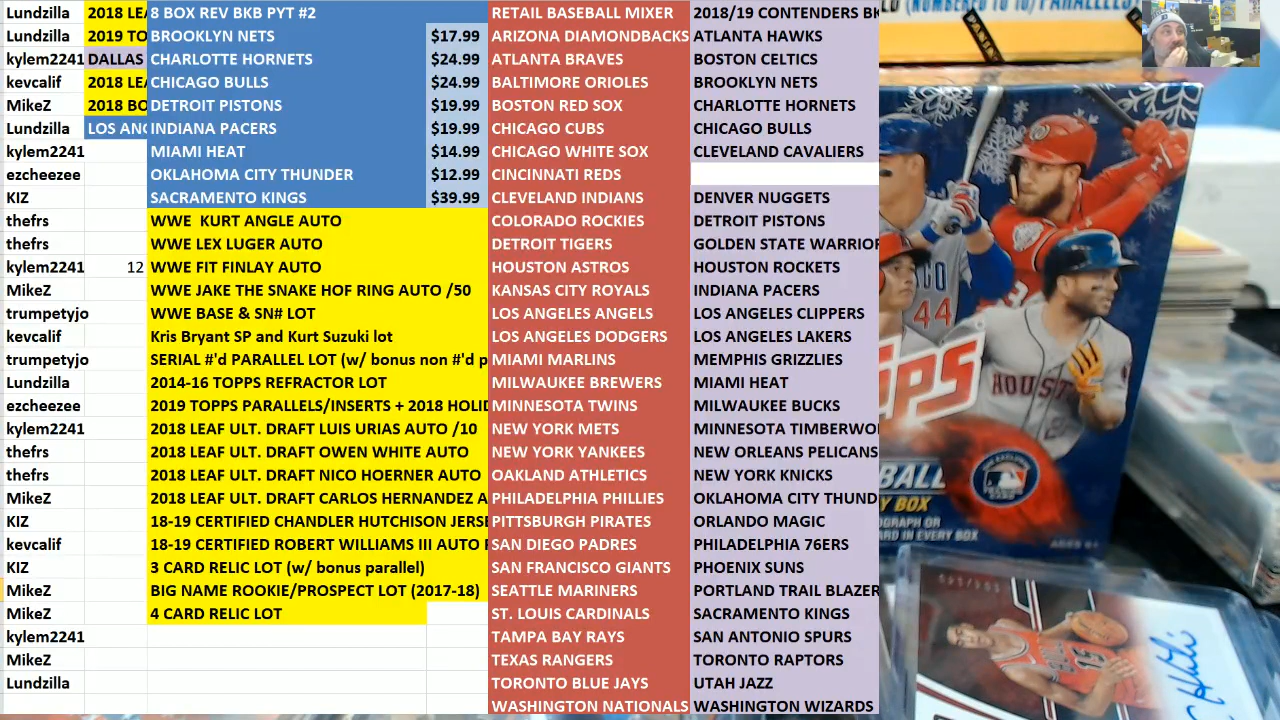 Lundzilla 2018 LEA 8 BOX REV BKB PYT #2 RETAIL BASEBALL MIXER 2018/19 CONTENDERS BK
Lundzilla 2019 TO BROOKLYN NETS $17.99 ARIZONA DIAMONDBACKS ATLANTA HAWKS
kylem2241 DALLAS CHARLOTTE HORNETS $24.99 ATLANTA BRAVES BOSTON CELTICS
kevcalif 2018 LEA CHICAGO BULLS $24.99 BALTIMORE ORIOLES BROOKLYN NETS
MikeZ 2018 BO DETROIT PISTONS $19.99 BOSTON RED SOX CHARLOTTE HORNETS
Lundzilla LOS ANG INDIANA PACERS $19.99 CHICAGO CUBS CHICAGO BULLS
kylem2241 MIAMI HEAT $14.99 CHICAGO WHITE SOX CLEVELAND CAVALIERS
ezcheezee OKLAHOMA CITY THUNDER $12.99 CINCINNATI REDS
KIZ SACRAMENTO KINGS $39.99 CLEVELAND INDIANS DENVER NUGGETS
thefrs WWE KURT ANGLE AUTO COLORADO ROCKIES DETROIT PISTONS
thefrs WWE LEX LUGER AUTO DETROIT TIGERS GOLDEN STATE WARRIOR
kylem2241 12 WWE FIT FINLAY AUTO HOUSTON ASTROS HOUSTON ROCKETS
MikeZ WWE JAKE THE SNAKE HOF RING AUTO /50 KANSAS CITY ROYALS INDIANA PACERS
trumpetyjo WWE BASE & SN# LOT LOS ANGELES ANGELS LOS ANGELES CLIPPERS
kevcalif Kris Bryant SP and Kurt Suzuki lot LOS ANGELES DODGERS LOS ANGELES LAKERS
trumpetyjo SERIAL #'d PARALLEL LOT (w/ bonus non #'d p MIAMI MARLINS MEMPHIS GRIZZLIES
Lundzilla 2014-16 TOPPS REFRACTOR LOT MILWAUKEE BREWERS MIAMI HEAT
ezcheezee 2019 TOPPS PARALLELS/INSERTS + 2018 HOLID MINNESOTA TWINS MILWAUKEE BUCKS
kylem2241 2018 LEAF ULT. DRAFT LUIS URIAS AUTO /10 NEW YORK METS MINNESOTA TIMBERWO
thefrs 2018 LEAF ULT. DRAFT OWEN WHITE AUTO NEW YORK YANKEES NEW ORLEANS PELICANS
thefrs 2018 LEAF ULT. DRAFT NICO HOERNER AUTO OAKLAND ATHLETICS NEW YORK KNICKS
MikeZ 2018 LEAF ULT. DRAFT CARLOS HERNANDEZ A PHILADELPHIA PHILLIES OKLAHOMA CITY THUND
KIZ 18-19 CERTIFIED CHANDLER HUTCHISON JERSE PITTSBURGH PIRATES ORLANDO MAGIC
kevcalif 18-19 CERTIFIED ROBERT WILLIAMS III AUTO SAN DIEGO PADRES PHILADELPHIA 76ERS
KIZ 3 CARD RELIC LOT (w/ bonus parallel) SAN FRANCISCO GIANTS PHOENIX SUNS
MikeZ BIG NAME ROOKIE/PROSPECT LOT (2017-18) SEATTLE MARINERS PORTLAND TRAIL BLAZER
MikeZ 4 CARD RELIC LOT ST. LOUIS CARDINALS SACRAMENTO KINGS
kylem2241 TAMPA BAY RAYS SAN ANTONIO SPURS
MikeZ TEXAS RANGERS TORONTO RAPTORS
Lundzilla TORONTO BLUE JAYS UTAH JAZZ
WASHINGTON NATIONALS WASHINGTON WIZARDS
PANINI
44
HOUST
PPS
BALL
Y BOX
OGRAPH OR
ARD IN EVERY BOX
15